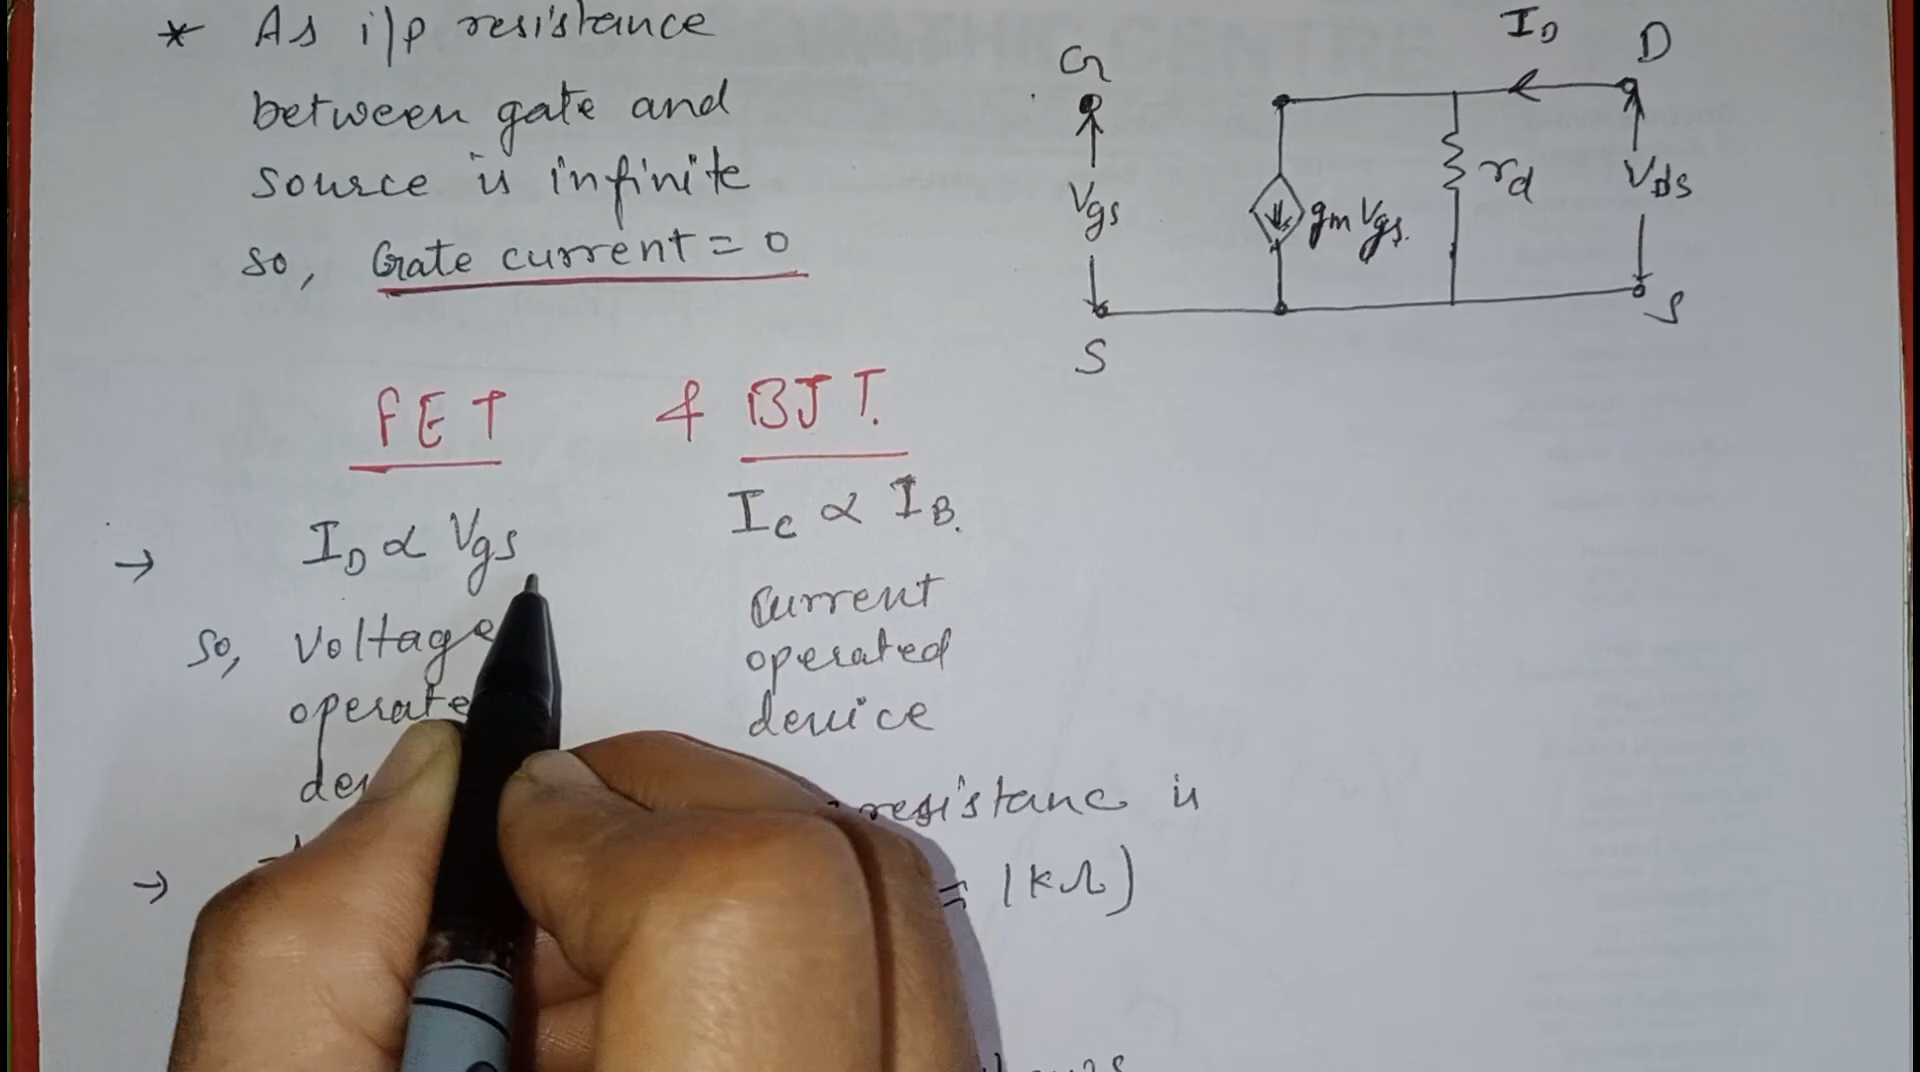 * As i/p resistance
between gate and
source is infinite
so, Gate current = 0
G
Vgs
S
gm Vgs.
rd
ID
D
VDS
S
FET & BJT.
→ ID ∝ Vgs
IC ∝ IB.
so, Voltage
operate
current
operated
device
→
resistanc is
= 1kΩ)